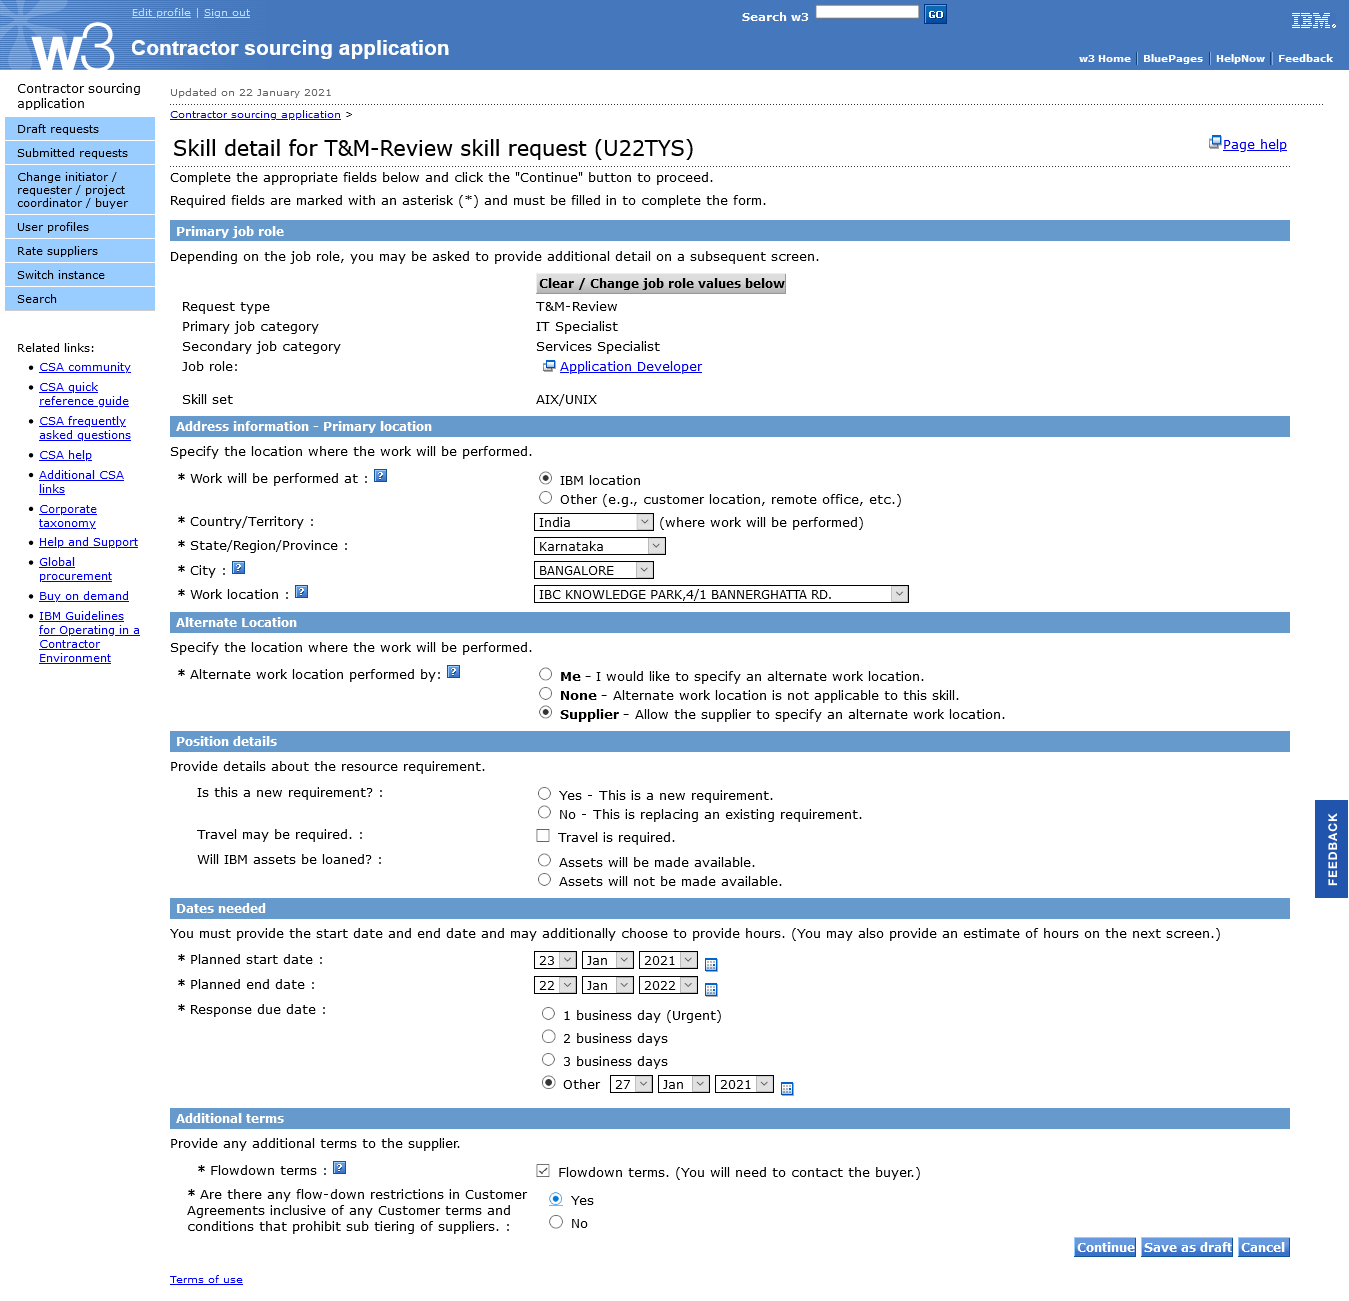 Edit profile | Sign out
Search w3
GO
IBM
w3 Contractor sourcing application
w3 Home | BluePages | HelpNow | Feedback
Contractor sourcing
application
Draft requests
Submitted requests
Change initiator /
requester / project
coordinator / buyer
User profiles
Rate suppliers
Switch instance
Search
Related links:
• CSA community
• CSA quick
reference guide
• CSA frequently
asked questions
• CSA help
• Additional CSA
links
• Corporate
taxonomy
• Help and Support
• Global
procurement
• Buy on demand
• IBM Guidelines
for Operating in a
Contractor
Environment
Updated on 22 January 2021
Contractor sourcing application >
Skill detail for T&M-Review skill request (U22TYS)
Page help
Complete the appropriate fields below and click the "Continue" button to proceed.
Required fields are marked with an asterisk (*) and must be filled in to complete the form.
Primary job role
Depending on the job role, you may be asked to provide additional detail on a subsequent screen.
Clear / Change job role values below
Request type T&M-Review
Primary job category IT Specialist
Secondary job category Services Specialist
Job role: Application Developer
Skill set AIX/UNIX
Address information - Primary location
Specify the location where the work will be performed.
* Work will be performed at : ? IBM location
Other (e.g., customer location, remote office, etc.)
* Country/Territory : India (where work will be performed)
* State/Region/Province : Karnataka
* City : ? BANGALORE
* Work location : ? IBC KNOWLEDGE PARK,4/1 BANNERGHATTA RD.
Alternate Location
Specify the location where the work will be performed.
* Alternate work location performed by: ? Me - I would like to specify an alternate work location.
None - Alternate work location is not applicable to this skill.
Supplier - Allow the supplier to specify an alternate work location.
Position details
Provide details about the resource requirement.
Is this a new requirement? : Yes - This is a new requirement.
No - This is replacing an existing requirement.
Travel may be required. : Travel is required.
Will IBM assets be loaned? : Assets will be made available.
Assets will not be made available.
FEEDBACK
Dates needed
You must provide the start date and end date and may additionally choose to provide hours. (You may also provide an estimate of hours on the next screen.)
* Planned start date : 23 Jan 2021
* Planned end date : 22 Jan 2022
* Response due date : 1 business day (Urgent)
2 business days
3 business days
Other 27 Jan 2021
Additional terms
Provide any additional terms to the supplier.
* Flowdown terms : ? Flowdown terms. (You will need to contact the buyer.)
* Are there any flow-down restrictions in Customer
Agreements inclusive of any Customer terms and
conditions that prohibit sub tiering of suppliers. :
Yes
No
Continue Save as draft Cancel
Terms of use